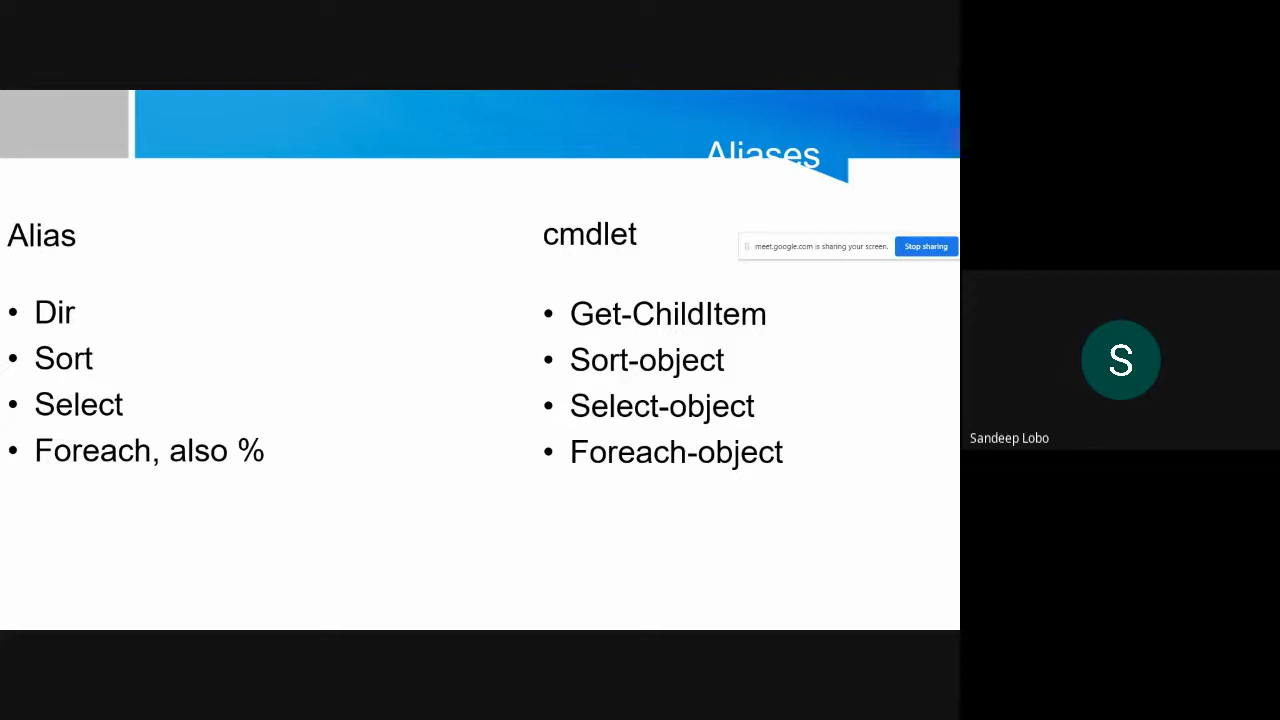 Aliases
Alias
cmdlet
meet.google.com is sharing your screen.
Stop sharing
• Dir
• Sort
• Select
• Foreach, also %
• Get-ChildItem
• Sort-object
• Select-object
• Foreach-object
S
Sandeep Lobo